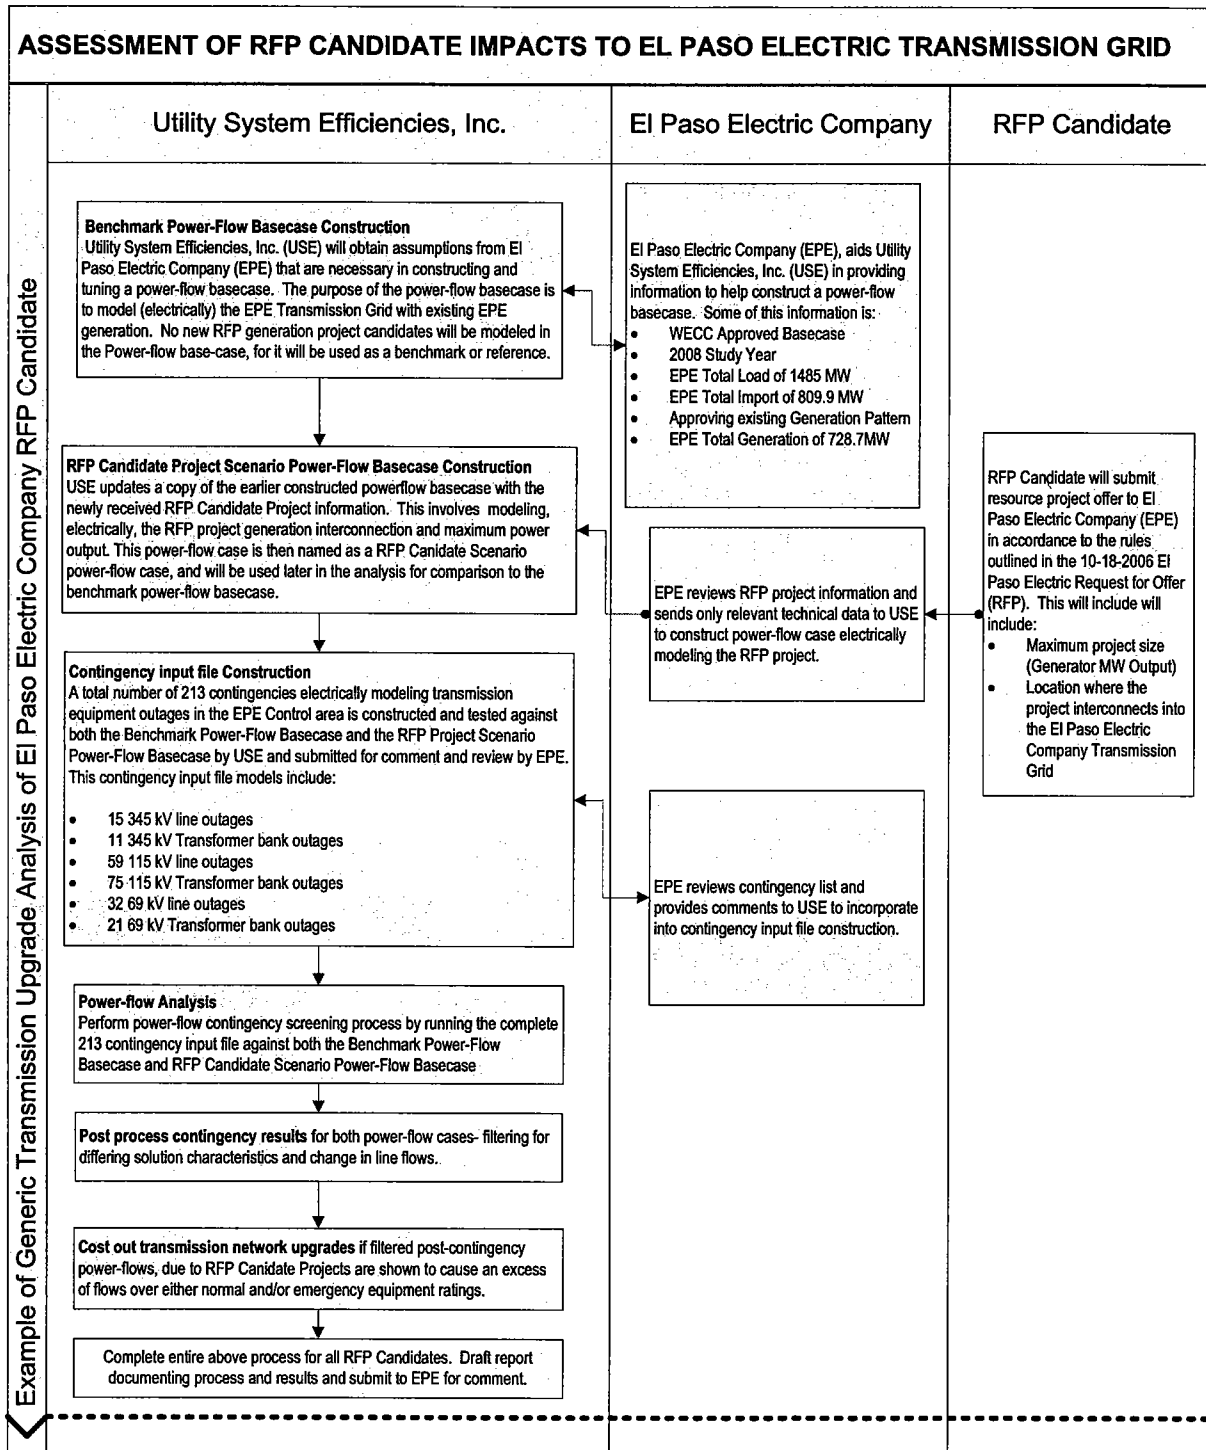 ASSESSMENT OF RFP CANDIDATE IMPACTS TO EL PASO ELECTRIC TRANSMISSION GRID
Example of Generic Transmission Upgrade Analysis of El Paso Electric Company RFP Candidate
Utility System Efficiencies, Inc.
Benchmark Power-Flow Basecase Construction
Utility System Efficiencies, Inc. (USE) will obtain assumptions from El
Paso Electric Company (EPE) that are necessary in constructing and
tuning a power-flow basecase. The purpose of the power-flow basecase is
to model (electrically) the EPE Transmission Grid with existing EPE
generation. No new RFP generation project candidates will be modeled in
the Power-flow base-case, for it will be used as a benchmark or reference.
RFP Candidate Project Scenario Power-Flow Basecase Construction
USE updates a copy of the earlier constructed powerflow basecase with the
newly received RFP Candidate Project information. This involves modeling,
electrically, the RFP project generation interconnection and maximum power
output. This power-flow case is then named as a RFP Canidate Scenario
power-flow case, and will be used later in the analysis for comparison to the
benchmark power-flow basecase.
Contingency input file Construction
A total number of 213 contingencies electrically modeling transmission
equipment outages in the EPE Control area is constructed and tested against
both the Benchmark Power-Flow Basecase and the RFP Project Scenario
Power-Flow Basecase by USE and submitted for comment and review by EPE.
This contingency input file models include:
• 15 345 kV line outages
• 11 345 kV Transformer bank outages
• 59 115 kV line outages
• 75 115 kV Transformer bank outages
• 32 69 kV line outages
• 21 69 kV Transformer bank outages
Power-flow Analysis
Perform power-flow contingency screening process by running the complete
213 contingency input file against both the Benchmark Power-Flow
Basecase and RFP Candidate Scenario Power-Flow Basecase
Post process contingency results for both power-flow cases- filtering for
differing solution characteristics and change in line flows.
Cost out transmission network upgrades if filtered post-contingency
power-flows, due to RFP Canidate Projects are shown to cause an excess
of flows over either normal and/or emergency equipment ratings.
Complete entire above process for all RFP Candidates. Draft report
documenting process and results and submit to EPE for comment.
El Paso Electric Company
El Paso Electric Company (EPE), aids Utility
System Efficiencies, Inc. (USE) in providing
information to help construct a power-flow
basecase. Some of this information is:
• WECC Approved Basecase
• 2008 Study Year
• EPE Total Load of 1485 MW
• EPE Total Import of 809.9 MW
• Approving existing Generation Pattern
• EPE Total Generation of 728.7MW
EPE reviews RFP project information and
sends only relevant technical data to USE
to construct power-flow case electrically
modeling the RFP project.
EPE reviews contingency list and
provides comments to USE to incorporate
into contingency input file construction.
RFP Candidate
RFP Candidate will submit
resource project offer to El
Paso Electric Company (EPE)
in accordance to the rules
outlined in the 10-18-2006 El
Paso Electric Request for Offer
(RFP). This will include will
include:
• Maximum project size
(Generator MW Output)
• Location where the
project interconnects into
the El Paso Electric
Company Transmission
Grid